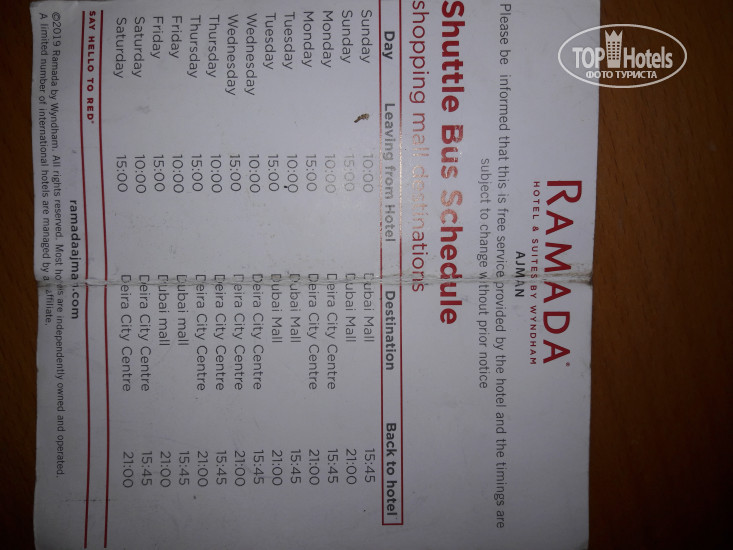 TOP Hotels
ФОТО ТУРИСТА
RAMADA®
HOTEL & SUITES BY WYNDHAM
AJMAN
Please be informed that this is free service provided by the hotel and the timings are
subject to change without prior notice
Shuttle Bus Schedule
shopping mall destinations
Day Leaving from Hotel Destination Back to hotel
Sunday 10:00 Dubai Mall 15:45
Sunday 15:00 Dubai Mall 21:00
Monday 10:00 Deira City Centre 15:45
Monday 15:00 Deira City Centre 21:00
Tuesday 10:00 Dubai Mall 15:45
Tuesday 15:00 Dubai Mall 21:00
Wednesday 10:00 Deira City Centre 15:45
Wednesday 15:00 Deira City Centre 21:00
Thursday 10:00 Deira City Centre 15:45
Thursday 15:00 Deira City Centre 21:00
Friday 10:00 Dubai mall 15:45
Friday 15:00 Dubai mall 21:00
Saturday 10:00 Deira City Centre 15:45
Saturday 15:00 Deira City Centre 21:00
SAY HELLO TO RED®
ramadaajman.com
©2019 Ramada by Wyndham. All rights reserved. Most hotels are independently owned and operated.
A limited number of international hotels are managed by affiliate.